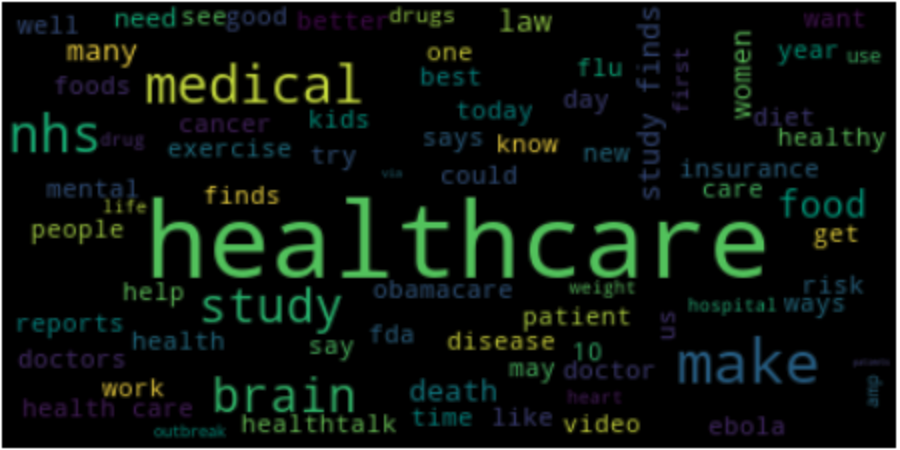 well need see good better drugs law want
many one study finds first women year use
foods medical best flu
nhs drug cancer kids today day diet
exercise try says know new healthy
via could insurance
mental finds care food
life healthcare get
people
help study obamacare weight risk
patient hospital ways
reports health say fda disease us
doctors may 10 doctor make patients
work brain death heart amp
health care healthtalk time like video ebola
outbreak